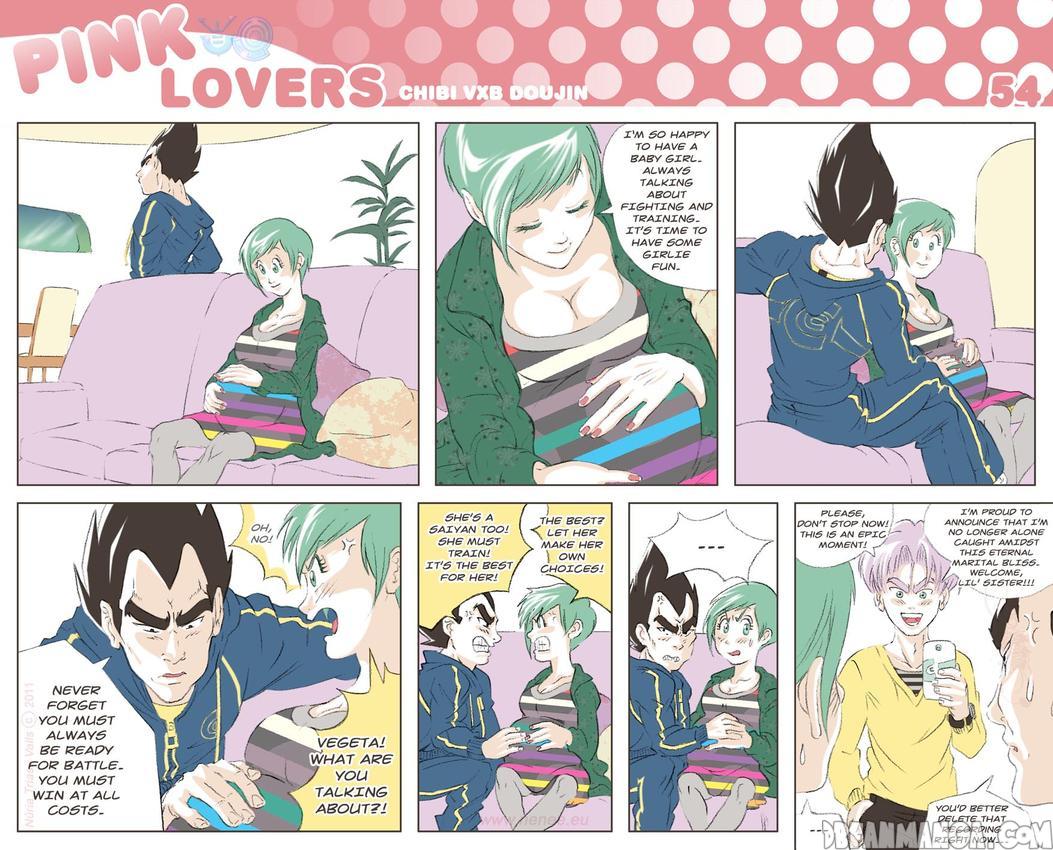 PINK
LOVERS
CHIBI VXB DOUJIN
54
I'M SO HAPPY
TO HAVE A
BABY GIRL.
ALWAYS
TALKING
ABOUT
FIGHTING AND
TRAINING.
IT'S TIME TO
HAVE SOME
GIRLIE
FUN.
OH,
NO!
NEVER
FORGET
YOU MUST
ALWAYS
BE READY
FOR BATTLE.
YOU MUST
WIN AT ALL
COSTS.
VEGETA!
WHAT ARE
YOU
TALKING
ABOUT?!
SHE'S A
SAIYAN TOO!
SHE MUST
TRAIN!
IT'S THE BEST
FOR HER!
THE BEST?
LET HER
MAKE HER
OWN
CHOICES!
---
PLEASE,
DON'T STOP NOW!
THIS IS AN EPIC
MOMENT!
I'M PROUD TO
ANNOUNCE THAT I'M
NO LONGER ALONE
CAUGHT AMIDST
THIS ETERNAL
MARITAL BLISS.
WELCOME,
LIL' SISTER!!!
YOU'D BETTER
DELETE THAT
RECORDING
RIGHT NOW...
DBSANMANGA.COM